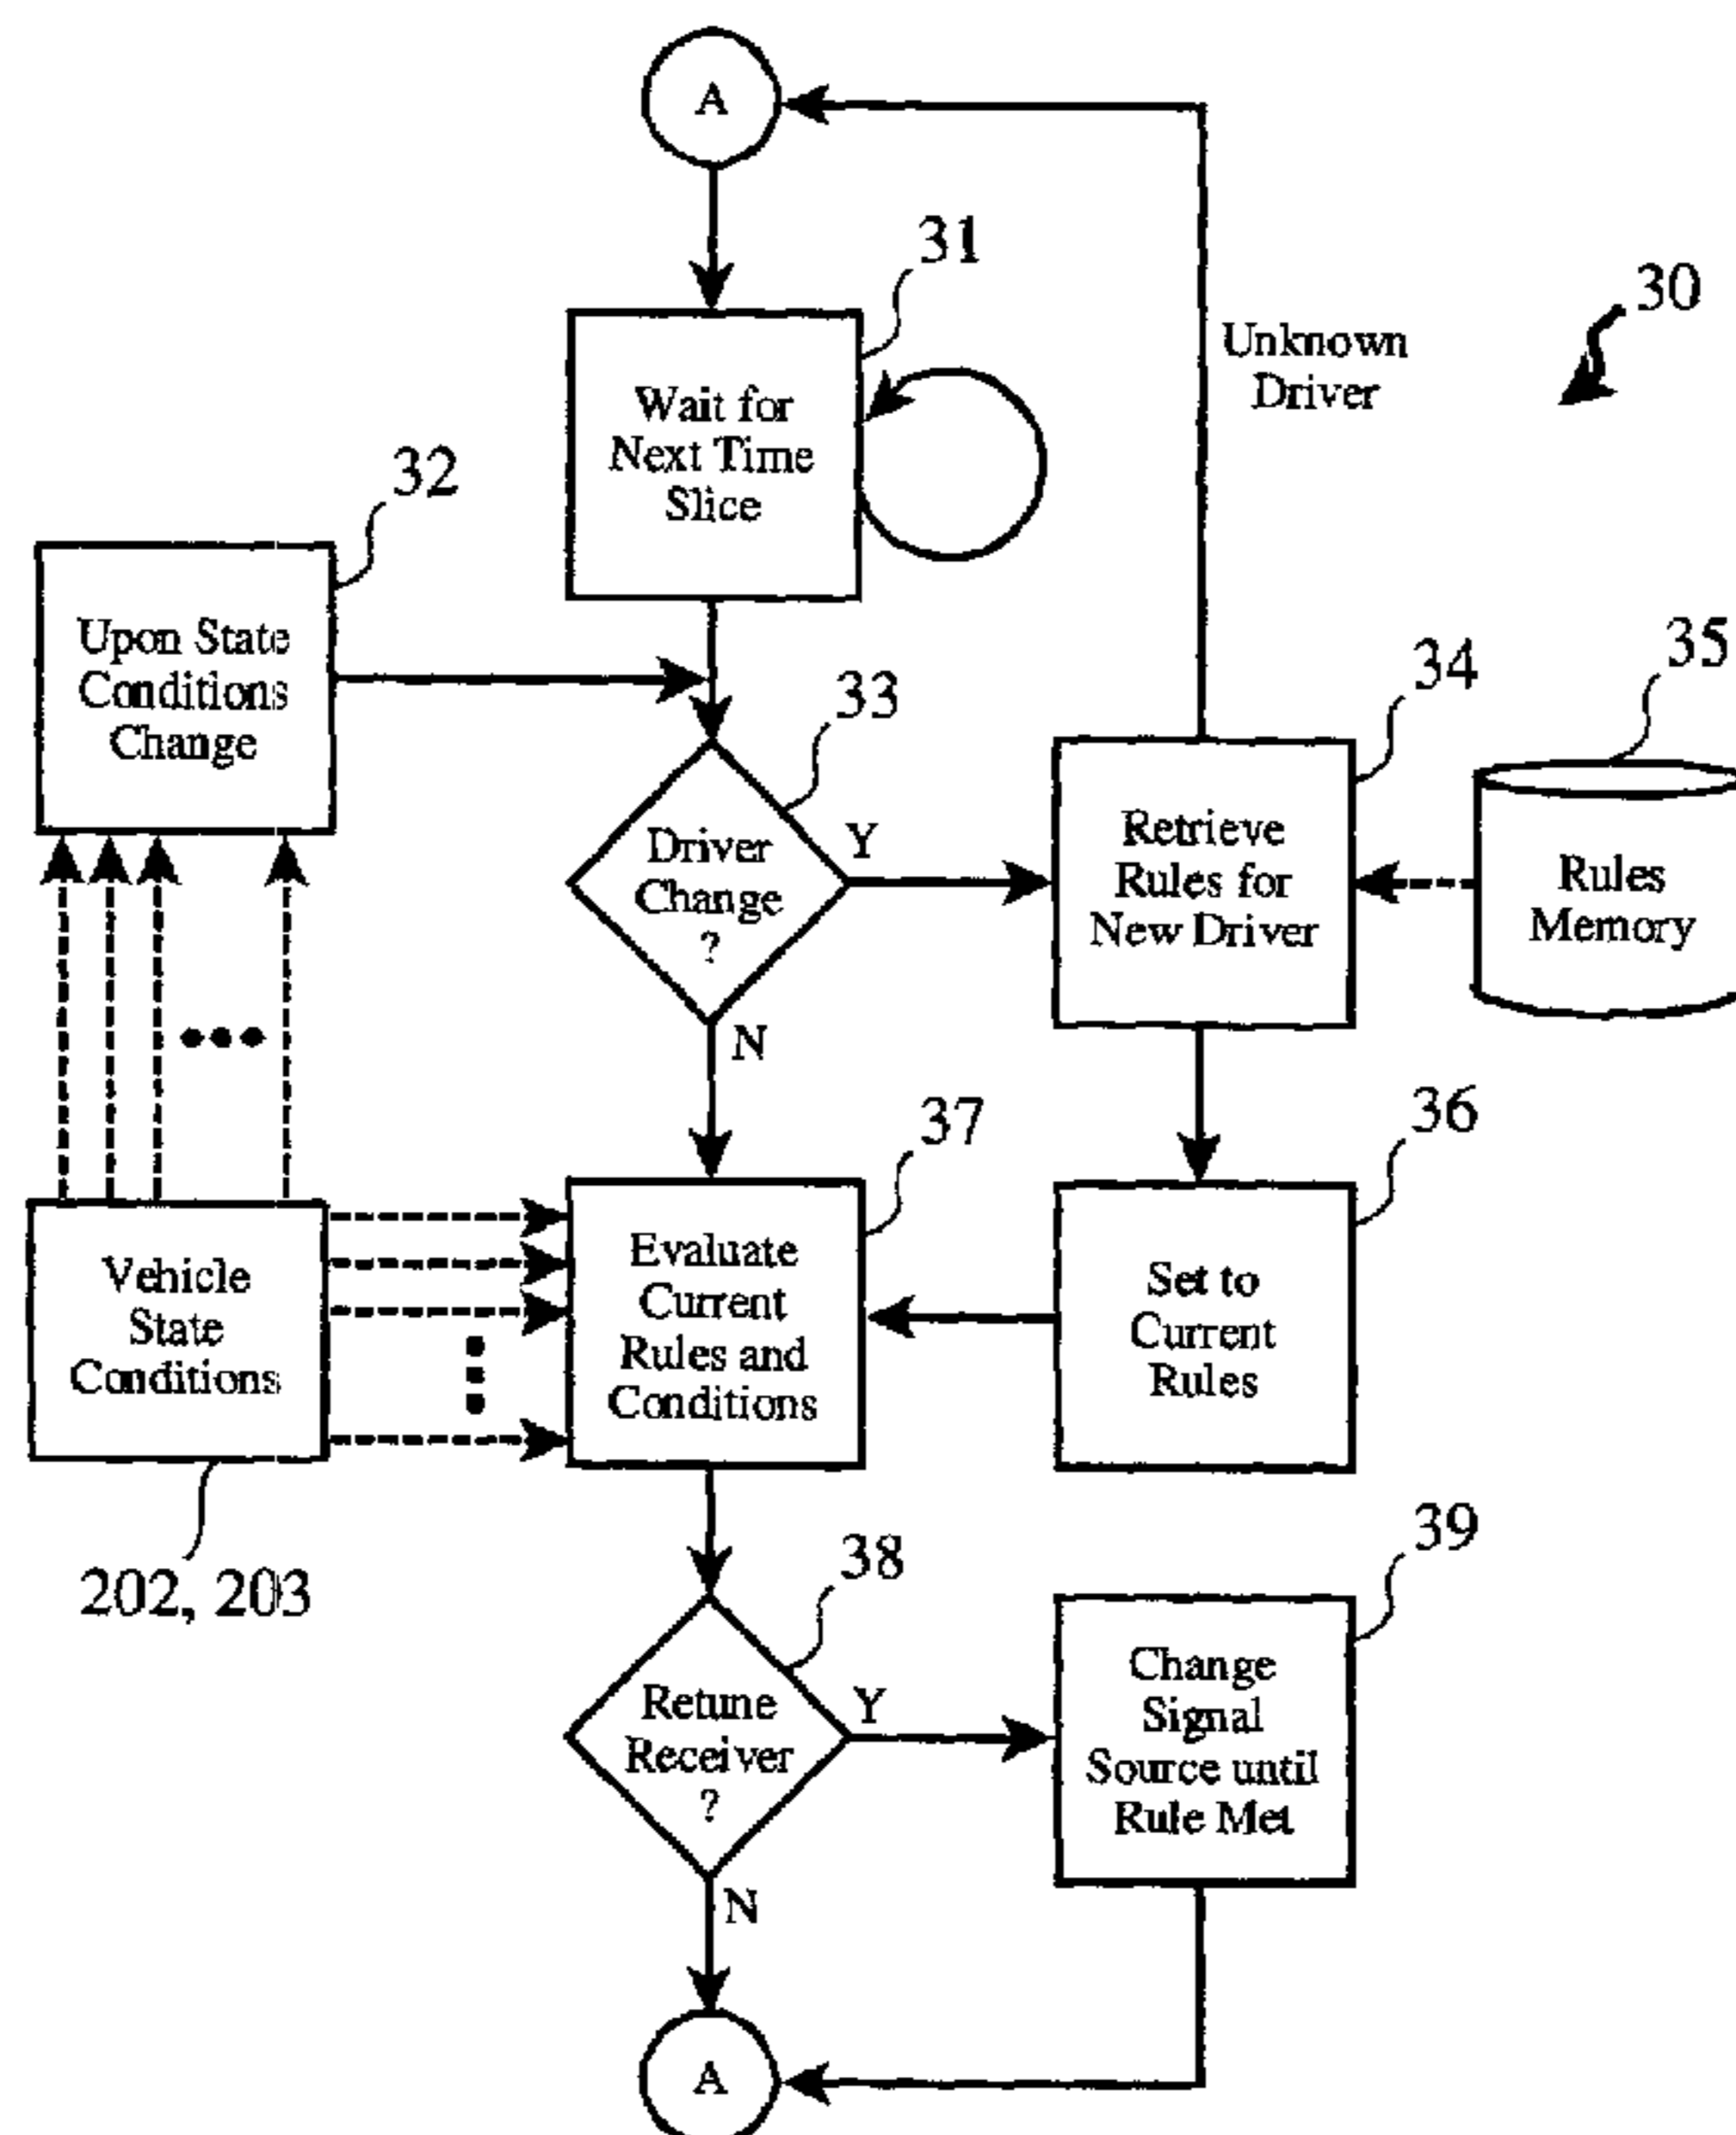 A
31
30
Unknown
Driver
Wait for
Next Time
Slice
32
Upon State
Conditions
Change
33
34
35
Driver
Change
?
Y
N
Retrieve
Rules for
New Driver
Rules
Memory
37
36
Vehicle
State
Conditions
Evaluate
Current
Rules and
Conditions
Set to
Current
Rules
202, 203
38
39
Retune
Receiver
?
Y
N
Change
Signal
Source until
Rule Met
A